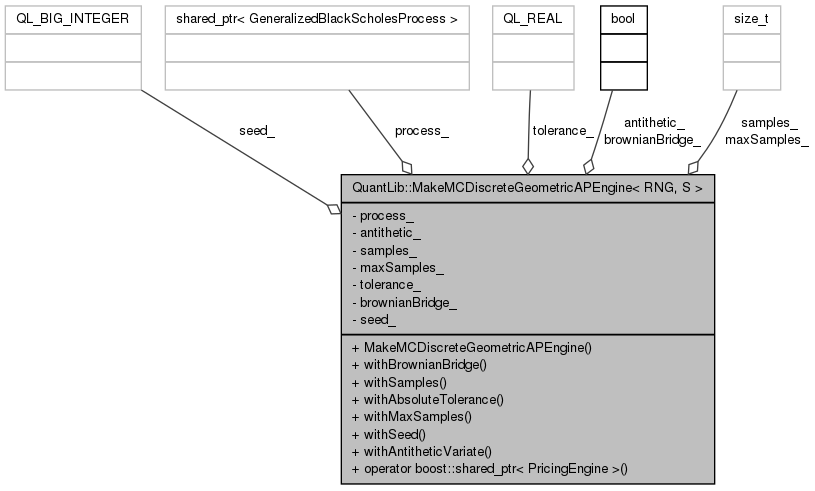 QL_BIG_INTEGER
shared_ptr< GeneralizedBlackScholesProcess >
QL_REAL
bool
size_t
seed_
process_
tolerance_
antithetic_
brownianBridge_
samples_
maxSamples_
QuantLib::MakeMCDiscreteGeometricAPEngine< RNG, S >
- process_
- antithetic_
- samples_
- maxSamples_
- tolerance_
- brownianBridge_
- seed_
+ MakeMCDiscreteGeometricAPEngine()
+ withBrownianBridge()
+ withSamples()
+ withAbsoluteTolerance()
+ withMaxSamples()
+ withSeed()
+ withAntitheticVariate()
+ operator boost::shared_ptr< PricingEngine >()